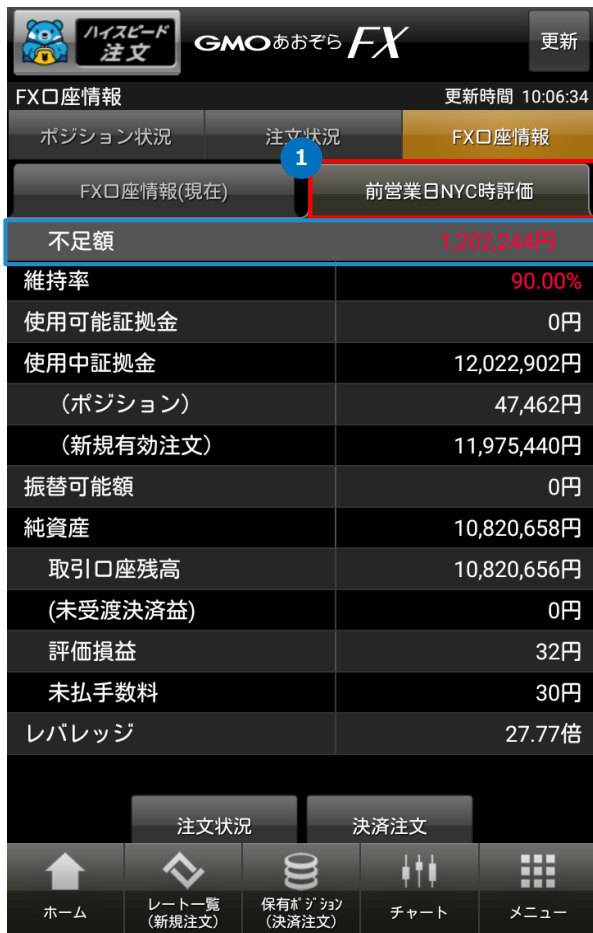 ハイスピード
注文
GMOあおぞらFX
更新
FX口座情報 更新時間 10:06:34
ポジション状況 注文状況 FX口座情報
1
FX口座情報(現在) 前営業日NYC時評価
不足額 1,202,244円
維持率 90.00%
使用可能証拠金 0円
使用中証拠金 12,022,902円
（ポジション） 47,462円
（新規有効注文） 11,975,440円
振替可能額 0円
純資産 10,820,658円
取引口座残高 10,820,656円
(未受渡決済益) 0円
評価損益 32円
未払手数料 30円
レバレッジ 27.77倍
注文状況 決済注文
ホーム
レート一覧
(新規注文)
保有ﾎﾟｼﾞｼｮﾝ
(決済注文)
チャート
メニュー